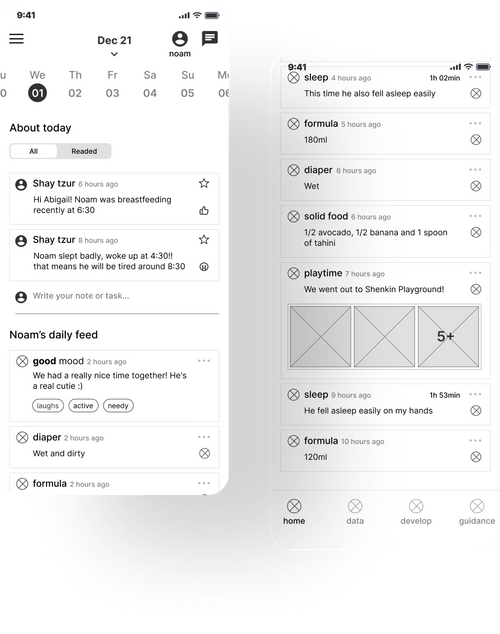 9:41
Dec 21
noam
u We Th Fr Sa Su Mo
0 01 02 03 04 05 06
About today
All Readed
Shay tzur 6 hours ago
Hi Abigail! Noam was breastfeeding
recently at 6:30
Shay tzur 8 hours ago
Noam slept badly, woke up at 4:30!!
that means he will be tired around 8:30
Write your note or task...
Noam's daily feed
good mood 2 hours ago
We had a really nice time together! He's
a real cutie :)
laughs active needy
diaper 2 hours ago
Wet and dirty
formula 2 hours ago
9:41
sleep 4 hours ago 1h 02min
This time he also fell asleep easily
formula 5 hours ago
180ml
diaper 6 hours ago
Wet
solid food 6 hours ago
1/2 avocado, 1/2 banana and 1 spoon
of tahini
playtime 7 hours ago
We went out to Shenkin Playground!
5+
sleep 9 hours ago 1h 53min
He fell asleep easily on my hands
formula 10 hours ago
120ml
home data develop guidance